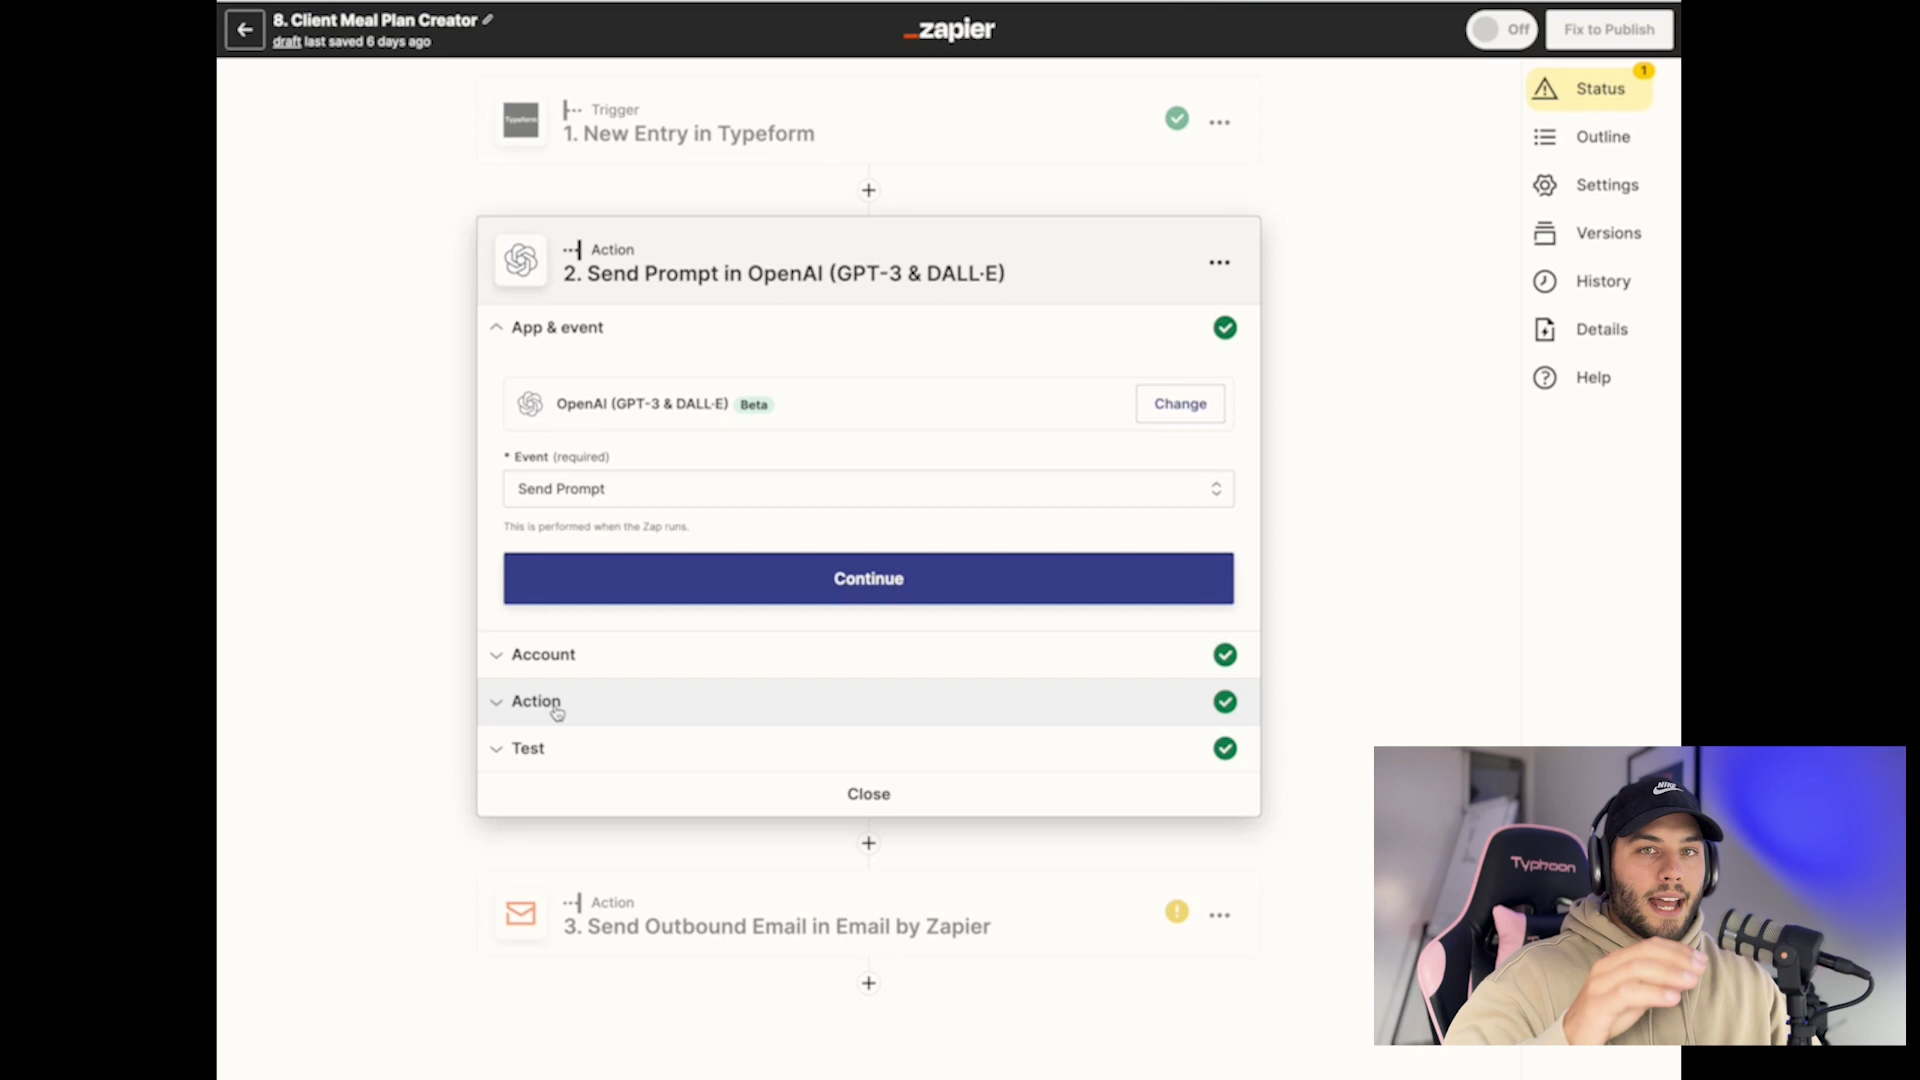 8. Client Meal Plan Creator
draft last saved 6 days ago
zapier
Off
Fix to Publish
1
Status
Outline
Settings
Versions
History
Details
Help
Typeform
Trigger
1. New Entry in Typeform
Action
2. Send Prompt in OpenAI (GPT-3 & DALL·E)
App & event
OpenAI (GPT-3 & DALL·E) Beta
Change
* Event (required)
Send Prompt
This is performed when the Zap runs.
Continue
Account
Action
Test
Close
Action
3. Send Outbound Email in Email by Zapier
NIKE
Typhoon